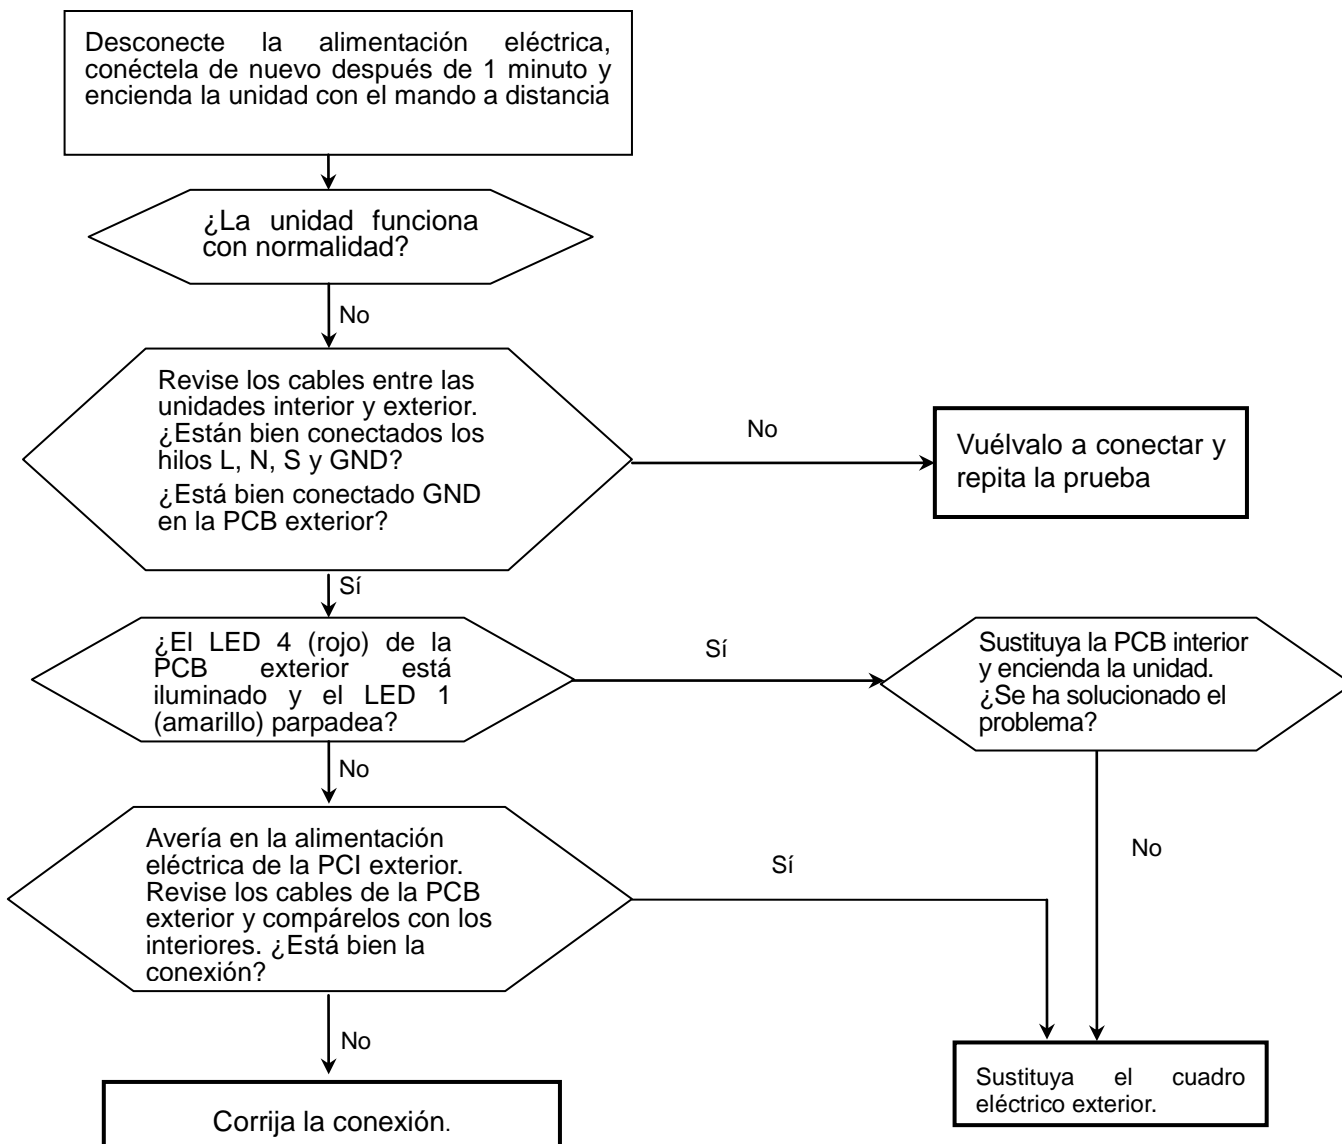 Desconecte la alimentación eléctrica,
conéctela de nuevo después de 1 minuto y
encienda la unidad con el mando a distancia
¿La unidad funciona
con normalidad?
No
Revise los cables entre las
unidades interior y exterior.
¿Están bien conectados los
hilos L, N, S y GND?
¿Está bien conectado GND
en la PCB exterior?
No
Vuélvalo a conectar y
repita la prueba
Sí
¿El LED 4 (rojo) de la
PCB exterior está
iluminado y el LED 1
(amarillo) parpadea?
Sí
Sustituya la PCB interior
y encienda la unidad.
¿Se ha solucionado el
problema?
No
Avería en la alimentación
eléctrica de la PCI exterior.
Revise los cables de la PCB
exterior y compárelos con los
interiores. ¿Está bien la
conexión?
Sí
No
No
Corrija la conexión.
Sustituya el cuadro
eléctrico exterior.